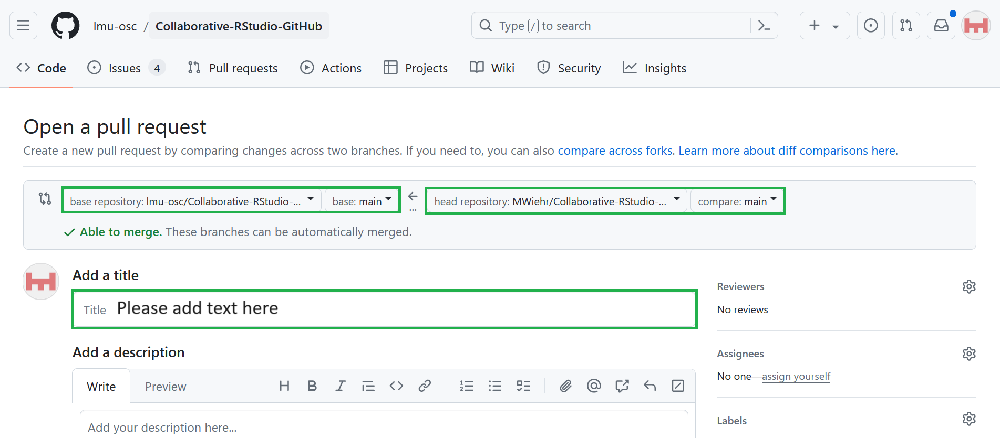 lmu-osc / Collaborative-RStudio-GitHub
Type / to search
Code
Issues 4
Pull requests
Actions
Projects
Wiki
Security
Insights
Open a pull request
Create a new pull request by comparing changes across two branches. If you need to, you can also compare across forks. Learn more about diff comparisons here.
base repository: lmu-osc/Collaborative-RStudio-...
base: main
...
head repository: MWiehr/Collaborative-RStudio-...
compare: main
Able to merge. These branches can be automatically merged.
Add a title
Title Please add text here
Add a description
Write
Preview
Add your description here...
Reviewers
No reviews
Assignees
No one—assign yourself
Labels